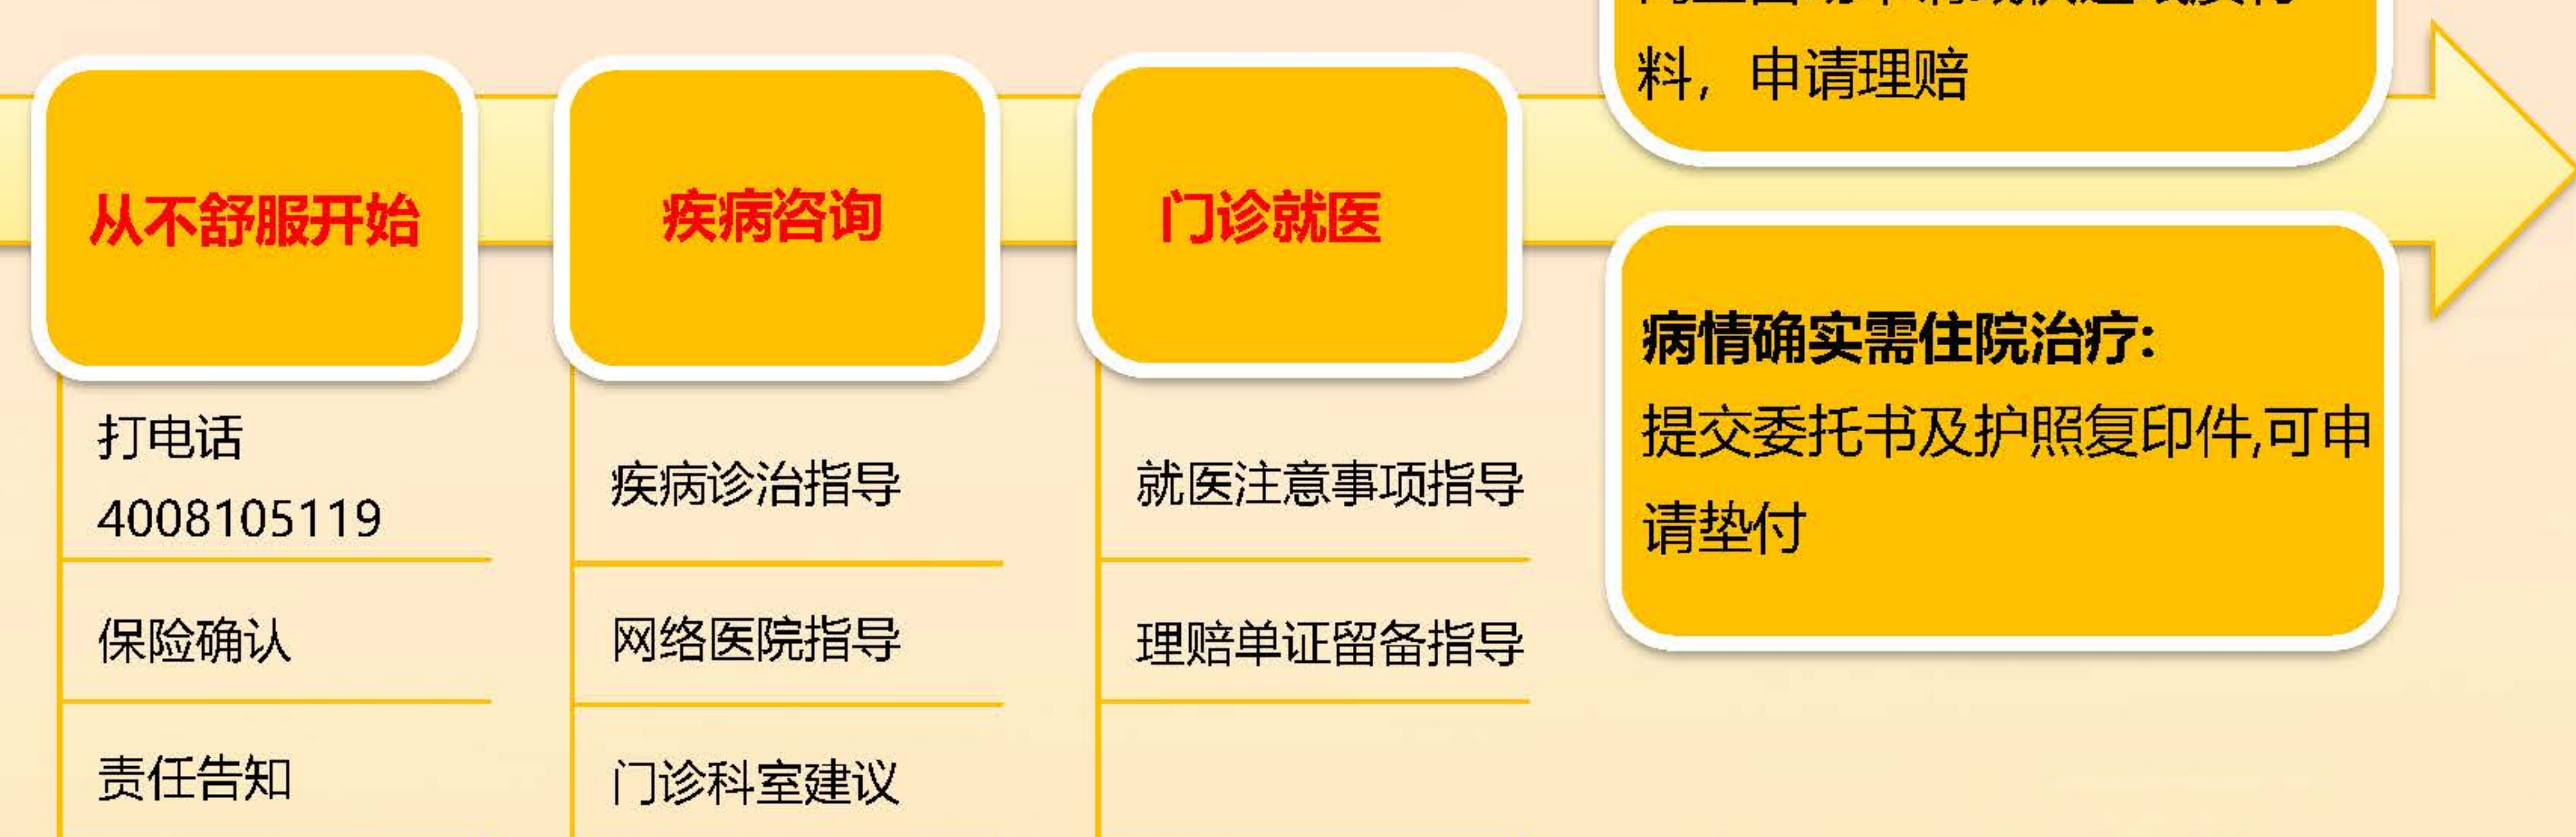 料，申请理赔
从不舒服开始
打电话
4008105119
保险确认
责任告知
疾病咨询
疾病诊治指导
网络医院指导
门诊科室建议
门诊就医
就医注意事项指导
理赔单证留备指导
病情确实需住院治疗：
提交委托书及护照复印件,可申
请垫付